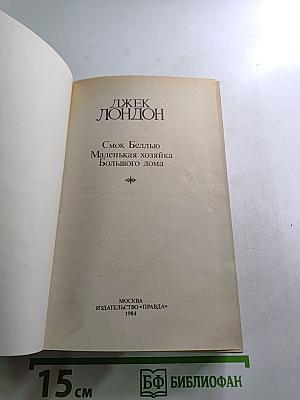 ДЖЕК
ЛОНДОН
Смок Беллью
Маленькая хозяйка
Большого дома
МОСКВА
ИЗДАТЕЛЬСТВО «ПРАВДА»
1984
15 см
БФ БИБЛИОФАН